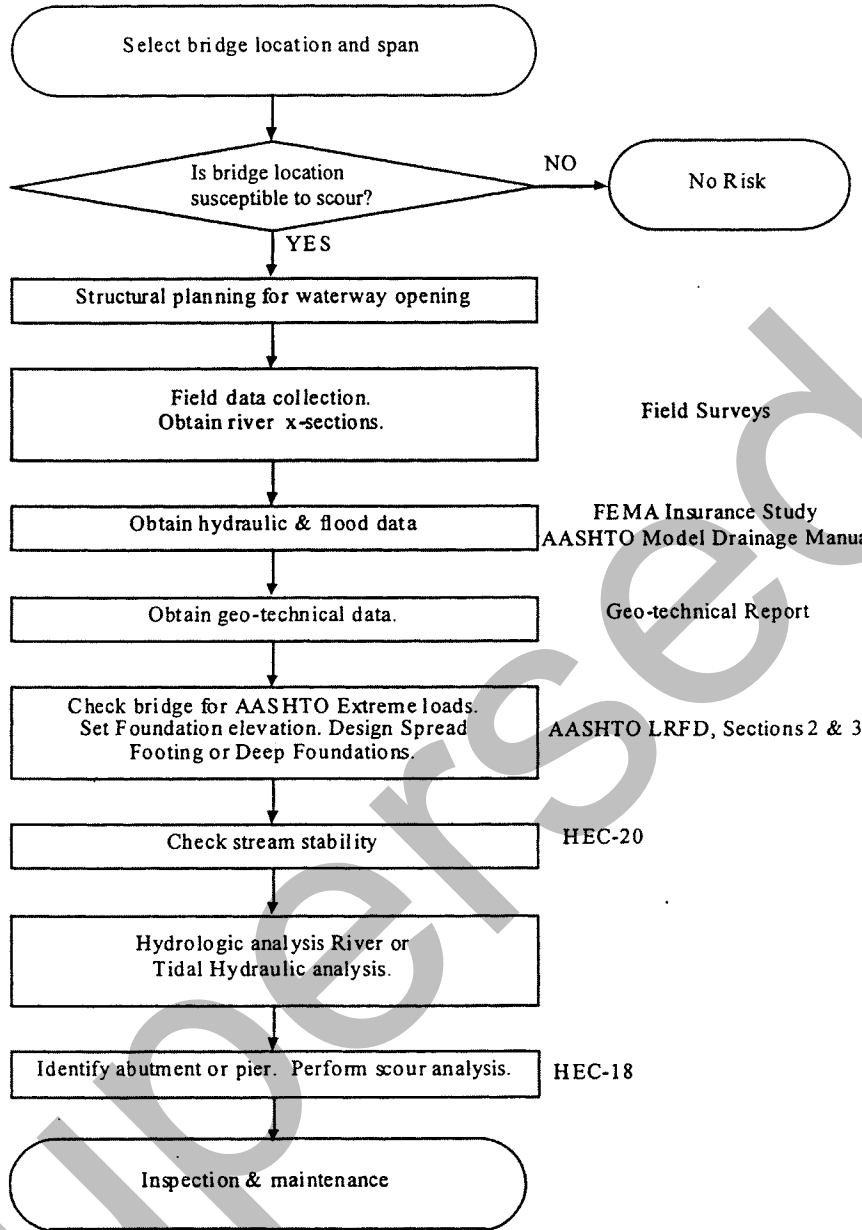 Select bridge location and span
Is bridge location
susceptible to scour?
NO
No Risk
YES
Structural planning for waterway opening
Field data collection.
Obtain river x-sections.
Field Surveys
Obtain hydraulic & flood data
FEMA Insurance Study
AASHTO Model Drainage Manua
Obtain geo-technical data.
Geo-technical Report
Check bridge for AASHTO Extreme loads.
Set Foundation elevation. Design Spread
Footing or Deep Foundations.
AASHTO LRFD, Sections 2 & 3
Check stream stability
HEC-20
Hydrologic analysis River or
Tidal Hydraulic analysis.
Identify abutment or pier. Perform scour analysis.
HEC-18
Inspection & maintenance
upersed